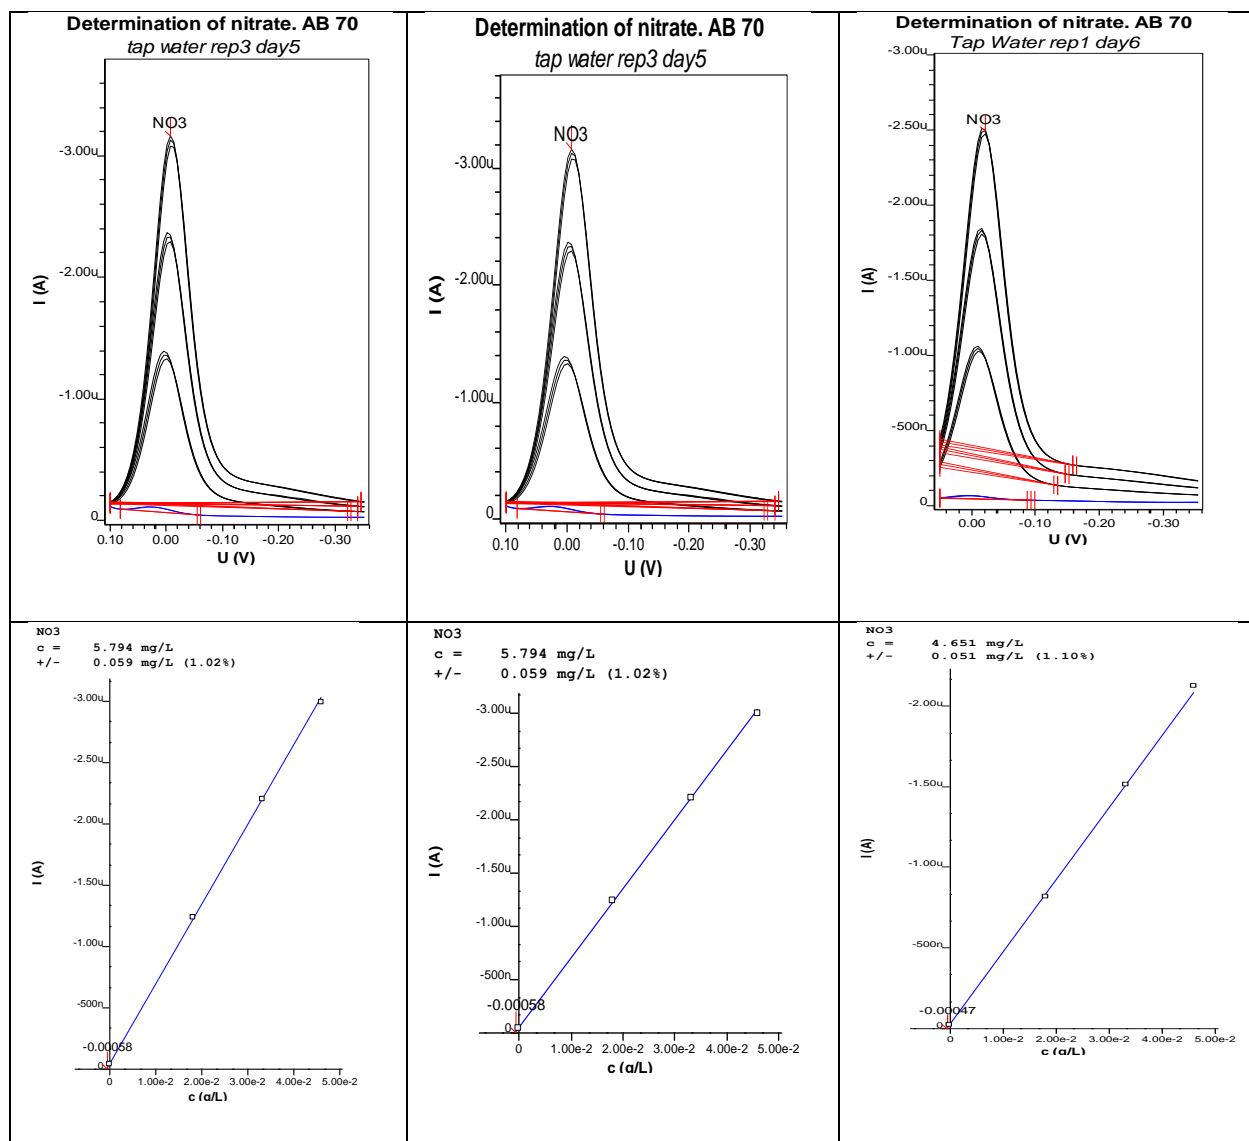 Determination of nitrate. AB 70
tap water rep3 day5
NO3
-3.00u
-2.00u
-1.00u
0
I (A)
0.10 0.00 -0.10 -0.20 -0.30
U (V)
Determination of nitrate. AB 70
tap water rep3 day5
NO3
-3.00u
-2.00u
-1.00u
0
I (A)
0.10 0.00 -0.10 -0.20 -0.30
U (V)
Determination of nitrate. AB 70
Tap Water rep1 day6
-3.00u
NO3
-2.50u
-2.00u
-1.50u
-1.00u
-500n
0
I (A)
0.00 -0.10 -0.20 -0.30
U (V)
NO3
c = 5.794 mg/L
+/- 0.059 mg/L (1.02%)
-3.00u
-2.50u
-2.00u
-1.50u
-1.00u
-500n
-0.00058
0
I (A)
0 1.00e-2 2.00e-2 3.00e-2 4.00e-2 5.00e-2
c (g/L)
NO3
c = 5.794 mg/L
+/- 0.059 mg/L (1.02%)
-3.00u
-2.50u
-2.00u
-1.50u
-1.00u
-500n
-0.00058
0
I (A)
0 1.00e-2 2.00e-2 3.00e-2 4.00e-2 5.00e-2
c (g/L)
NO3
c = 4.651 mg/L
+/- 0.051 mg/L (1.10%)
-2.00u
-1.50u
-1.00u
-500n
-0.00047
0
I (A)
0 1.00e-2 2.00e-2 3.00e-2 4.00e-2 5.00e-2
c (g/L)